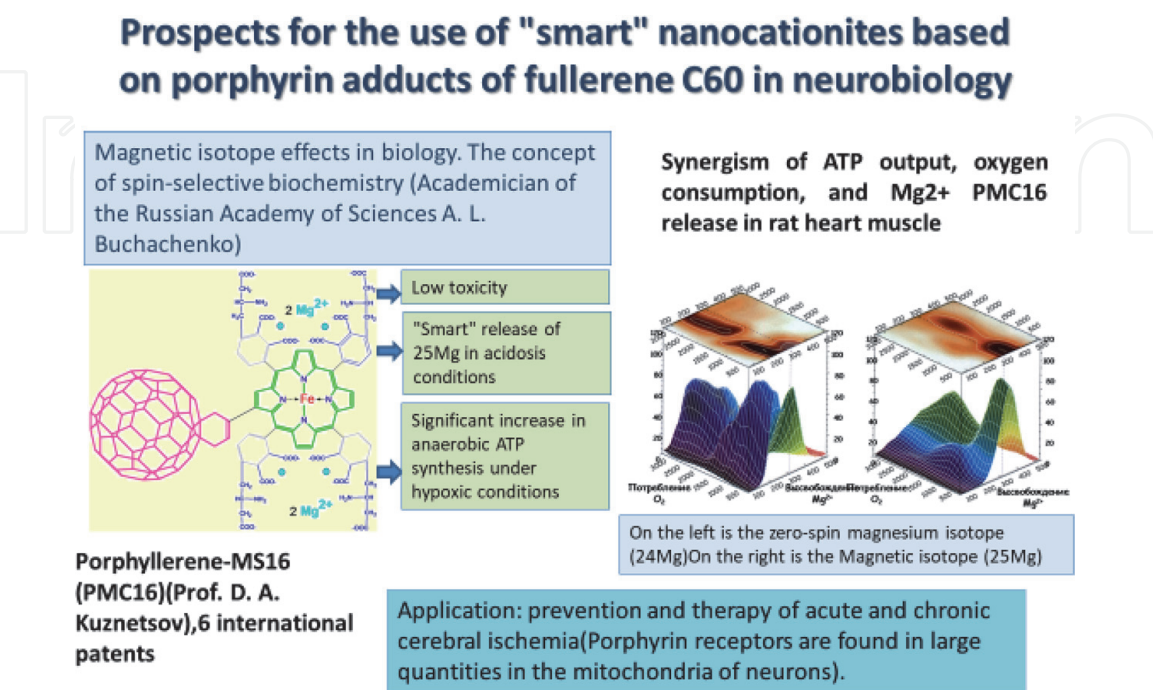 Prospects for the use of "smart" nanocationites based
on porphyrin adducts of fullerene C60 in neurobiology
Magnetic isotope effects in biology. The concept
of spin-selective biochemistry (Academician of
the Russian Academy of Sciences A. L.
Buchachenko)
Synergism of ATP output, oxygen
consumption, and Mg2+ PMC16
release in rat heart muscle
2 Mg2+
Fe
N
N
N
N
2 Mg2+
Low toxicity
"Smart" release of
25Mg in acidosis
conditions
Significant increase in
anaerobic ATP
synthesis under
hypoxic conditions
Потребление
O₂
Mg²⁺
O₂
Высвобождение
Mg²⁺
On the left is the zero-spin magnesium isotope
(24Mg)On the right is the Magnetic isotope (25Mg)
Porphyllerene-MS16
(PMC16)(Prof. D. A.
Kuznetsov),6 international
patents
Application: prevention and therapy of acute and chronic
cerebral ischemia(Porphyrin receptors are found in large
quantities in the mitochondria of neurons).